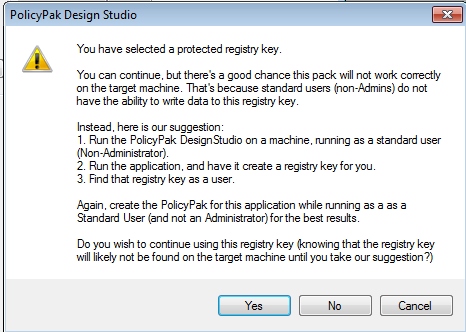 PolicyPak Design Studio
You have selected a protected registry key.
You can continue, but there's a good chance this pack will not work correctly
on the target machine. That's because standard users (non-Admins) do not
have the ability to write data to this registry key.
Instead, here is our suggestion:
1. Run the PolicyPak DesignStudio on a machine, running as a standard user
(Non-Administrator).
2. Run the application, and have it create a registry key for you.
3. Find that registry key as a user.
Again, create the PolicyPak for this application while running as a as a
Standard User (and not an Administrator) for the best results.
Do you wish to continue using this registry key (knowing that the registry key
will likely not be found on the target machine until you take our suggestion?)
Yes No Cancel